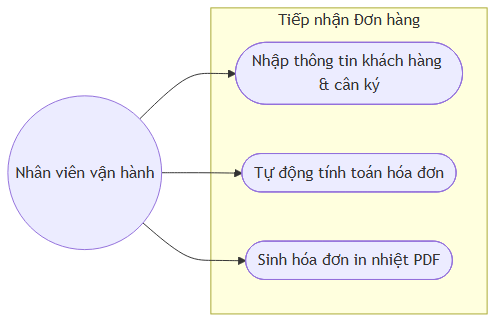 Tiếp nhận Đơn hàng
Nhập thông tin khách hàng
& cân ký
Nhân viên vận hành
Tự động tính toán hóa đơn
Sinh hóa đơn in nhiệt PDF